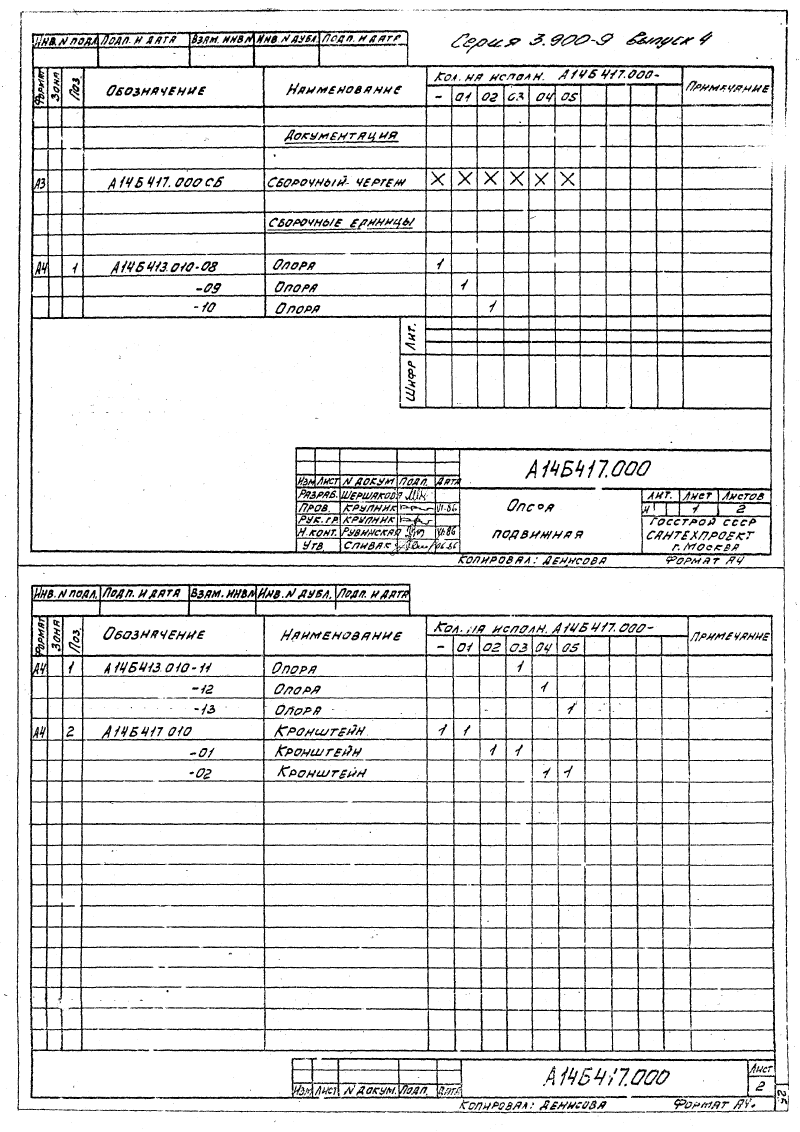 Серия 3.900-9 Выпуск 4
Инв. N подл. Подп. и дата Взам. инв. N Инв. N дубл. Подп. и дата
Формат Зона Поз. Обозначение Наименование Кол. на исполн. А14Б417.000- Примечание
- 01 02 03 04 05
Документация
А3 А14Б417.000 СБ Сборочный чертеж X X X X X X
Сборочные единицы
А4 1 А14Б413.010-08 Опора 1
-09 Опора 1
-10 Опора 1
Лит.
Шифр
А14Б417.000
Изм Лист N докум Подп. Дата
Разраб. Шершакова
Пров. Крупник VI.86
Рук. гр. Крупник
Н. конт. Рувинская VI.86
Утв. Спивак 06.86
Опора подвижная
Лит. Лист Листов
И 1 2
Госстрой СССР
Сантехпроект
г. Москва
Копировал: Денисова Формат А4
Инв. N подл. Подп. и дата Взам. инв. N Инв. N дубл. Подп. и дата
Формат Зона Поз. Обозначение Наименование Кол. на исполн. А14Б417.000- Примечание
- 01 02 03 04 05
А4 1 А14Б413.010-11 Опора 1
-12 Опора 1
-13 Опора 1
А4 2 А14Б417.010 Кронштейн 1 1
-01 Кронштейн 1 1
-02 Кронштейн 1 1
А14Б417.000
Лист
2
Изм Лист N докум. Подп. Дата
Копировал: Денисова Формат А4.